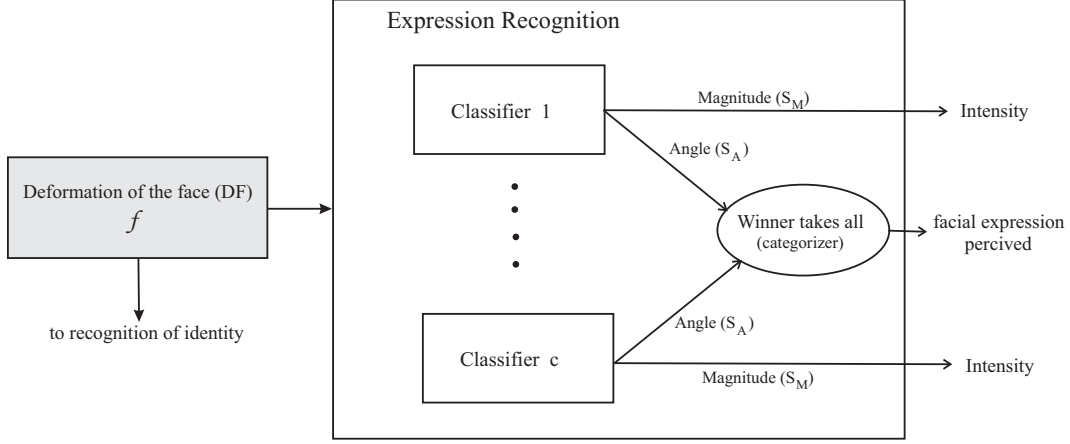 Expression Recognition
Classifier 1
Magnitude (S_M)
Intensity
Angle (S_A)
Deformation of the face (DF)
f
Winner takes all
(categorizer)
facial expression
percived
to recognition of identity
Angle (S_A)
Classifier c
Magnitude (S_M)
Intensity